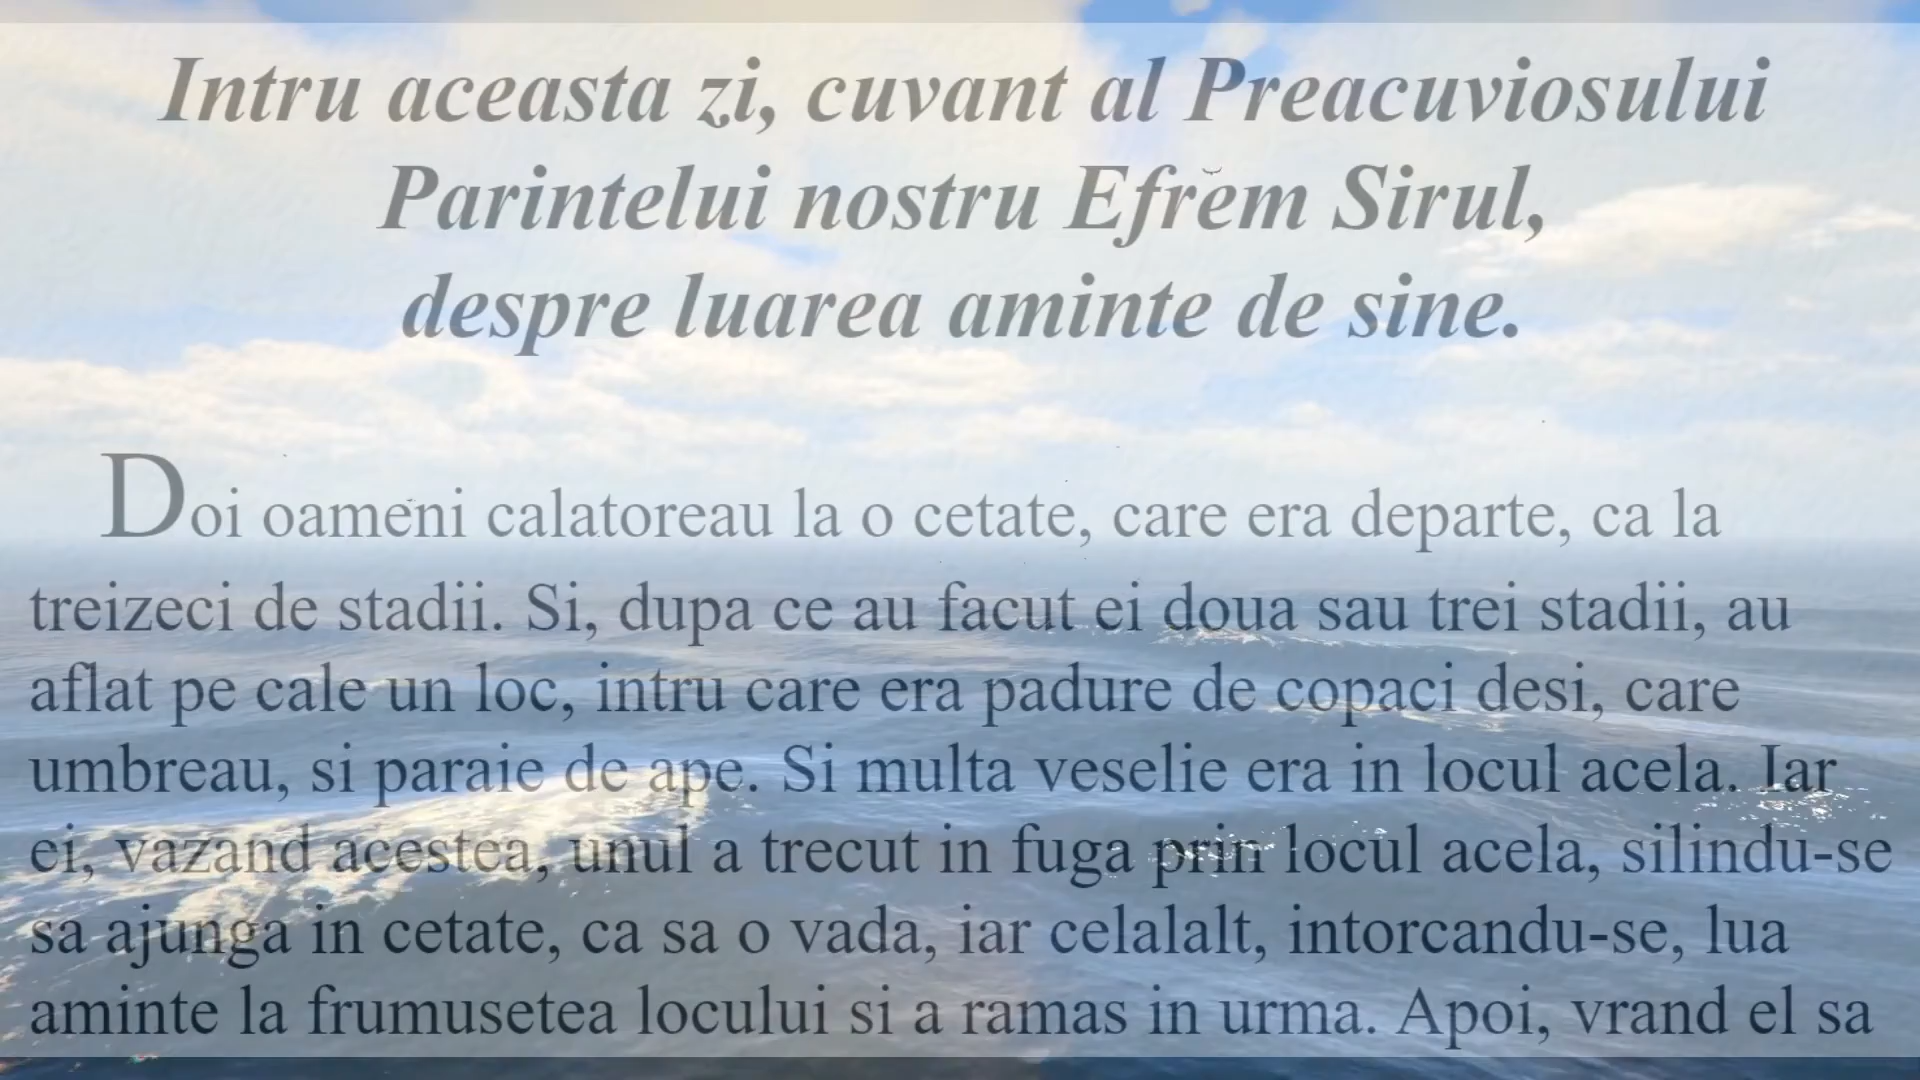 Intru aceasta zi, cuvant al Preacuviosului
Parintelui nostru Efrem Sirul,
despre luarea aminte de sine.
Doi oameni calatoreau la o cetate, care era departe, ca la
treizeci de stadii. Si, dupa ce au facut ei doua sau trei stadii, au
aflat pe cale un loc, intru care era padure de copaci desi, care
umbreau, si paraie de ape. Si multa veselie era in locul acela. Iar
ei, vazand acestea, unul a trecut in fuga prin locul acela, silindu-se
sa ajunga in cetate, ca sa o vada, iar celalalt, intorcandu-se, lua
aminte la frumusetea locului si a ramas in urma. Apoi, vrand el sa